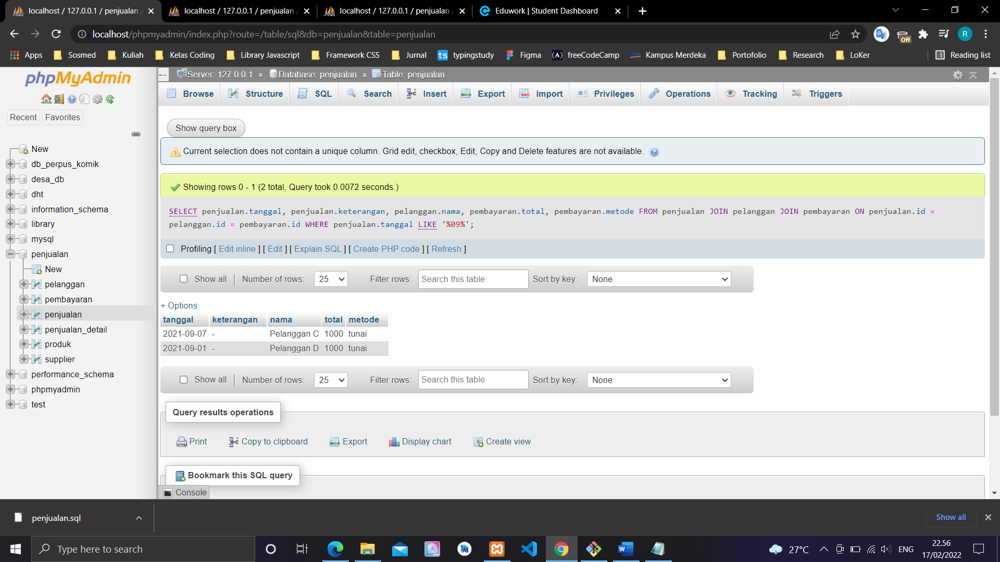 localhost / 127.0.0.1 / penjualan
localhost / 127.0.0.1 / penjualan
localhost / 127.0.0.1 / penjualan
Eduwork | Student Dashboard
localhost/phpmyadmin/index.php?route=/table/sql&db=penjualan&table=penjualan
Off
R
Apps
Sosmed
Kuliah
Kelas Coding
Library Javascript
Framework CSS
Jurnal
ts typingstudy
Figma
freeCodeCamp
Kampus Merdeka
Portofolio
Research
LoKer
Reading list
phpMyAdmin
Recent
Favorites
New
db_perpus_komik
desa_db
dht
information_schema
library
mysql
penjualan
New
pelanggan
pembayaran
penjualan
penjualan_detail
produk
supplier
performance_schema
phpmyadmin
test
Server: 127.0.0.1 » Database: penjualan » Table: penjualan
Browse
Structure
SQL
Search
Insert
Export
Import
Privileges
Operations
Tracking
Triggers
Show query box
Current selection does not contain a unique column. Grid edit, checkbox, Edit, Copy and Delete features are not available.
Showing rows 0 - 1 (2 total, Query took 0.0072 seconds.)
SELECT penjualan.tanggal, penjualan.keterangan, pelanggan.nama, pembayaran.total, pembayaran.metode FROM penjualan JOIN pelanggan JOIN pembayaran ON penjualan.id =
pelanggan.id = pembayaran.id WHERE penjualan.tanggal LIKE '%09%';
Profiling [ Edit inline ] [ Edit ] [ Explain SQL ] [ Create PHP code ] [ Refresh ]
Show all | Number of rows: 25 Filter rows: Search this table Sort by key: None
+ Options
tanggal keterangan nama total metode
2021-09-07 - Pelanggan C 1000 tunai
2021-09-01 - Pelanggan D 1000 tunai
Show all | Number of rows: 25 Filter rows: Search this table Sort by key: None
Query results operations
Print
Copy to clipboard
Export
Display chart
Create view
Bookmark this SQL query
Console
penjualan.sql
Show all
Type here to search
27°C
ENG
22.56
17/02/2022